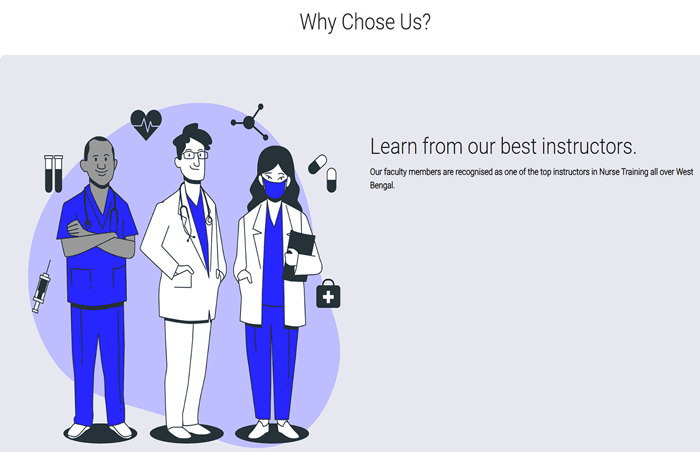 Why Chose Us?
Learn from our best instructors.
Our faculty members are recognised as one of the top instructors in Nurse Training all over West
Bengal.